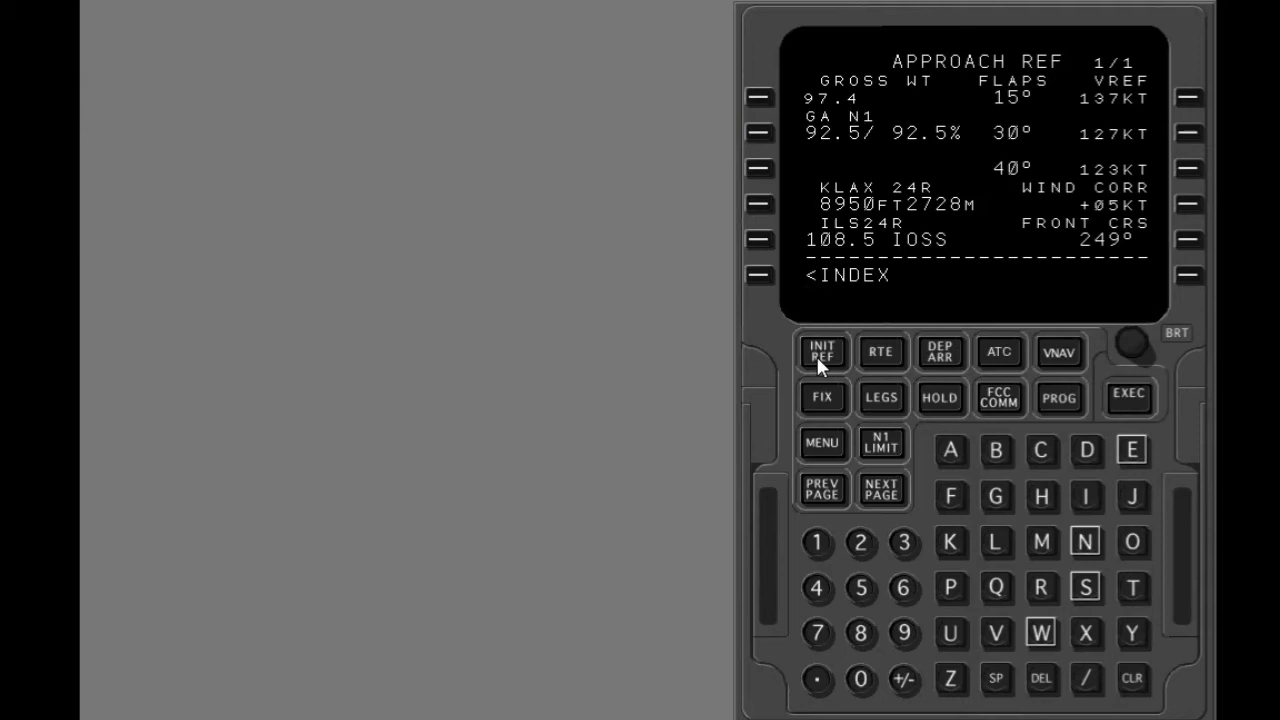 APPROACH REF 1/1
GROSS WT FLAPS VREF
97.4 15° 137KT
GA N1
92.5/ 92.5% 30° 127KT
40° 123KT
KLAX 24R WIND CORR
8950FT2728M +05KT
ILS24R FRONT CRS
108.5 IOSS 249°
------------------------
<INDEX
BRT
INIT REF RTE DEP ARR ATC VNAV
FIX LEGS HOLD FCC COMM PROG EXEC
MENU N1 LIMIT
PREV PAGE NEXT PAGE
A B C D E
F G H I J
1 2 3 K L M N O
4 5 6 P Q R S T
7 8 9 U V W X Y
. 0 +/- Z SP DEL / CLR